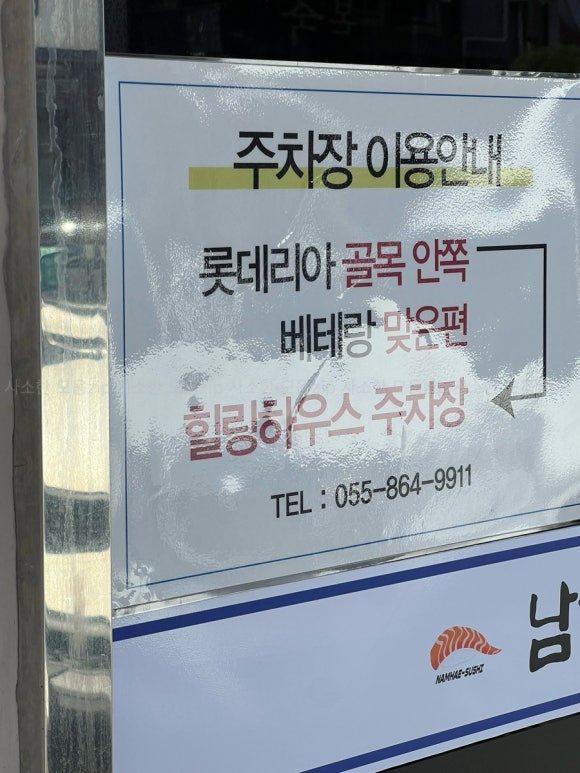 주차장 이용안내
롯데리아 골목 안쪽
베테랑 맞은편
힐링하우스 주차장
TEL : 055-864-9911
남
NAMHAE-SUSHI